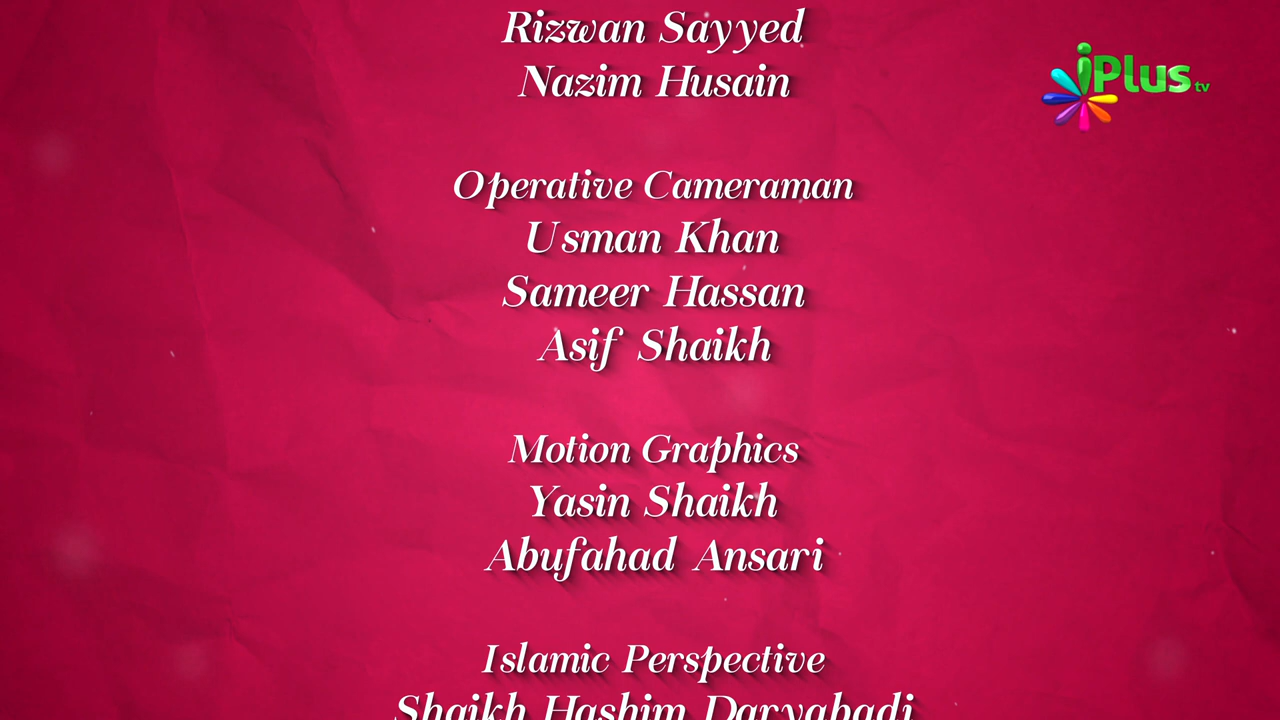 Rizwan Sayyed
Nazim Husain
iPlus tv
Operative Cameraman
Usman Khan
Sameer Hassan
Asif Shaikh
Motion Graphics
Yasin Shaikh
Abufahad Ansari
Islamic Perspective
Shaikh Hashim Daryabadi